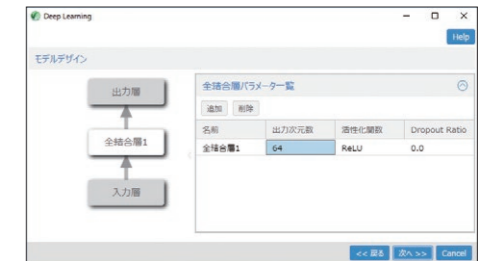 Deep Learning
Help
モデルデザイン
出力層
全結合層1
入力層
全結合層パラメーター覧
追加 削除
名前 出力次元数 活性化関数 Dropout Ratio
全結合層1 64 ReLU 0.0
<< 戻る 次へ >> Cancel